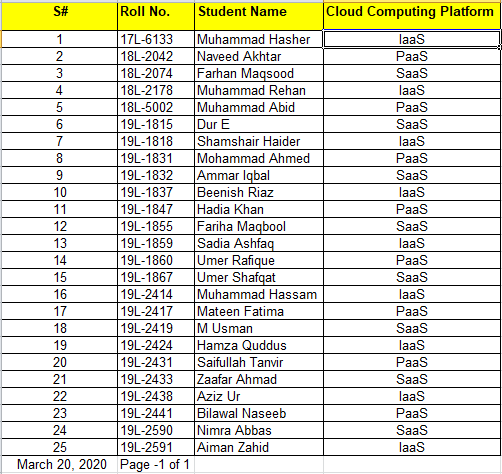 S# Roll No. Student Name Cloud Computing Platform
1 17L-6133 Muhammad Hasher IaaS
2 18L-2042 Naveed Akhtar PaaS
3 18L-2074 Farhan Maqsood SaaS
4 18L-2178 Muhammad Rehan IaaS
5 18L-5002 Muhammad Abid PaaS
6 19L-1815 Dur E SaaS
7 19L-1818 Shamshair Haider IaaS
8 19L-1831 Mohammad Ahmed PaaS
9 19L-1832 Ammar Iqbal SaaS
10 19L-1837 Beenish Riaz IaaS
11 19L-1847 Hadia Khan PaaS
12 19L-1855 Fariha Maqbool SaaS
13 19L-1859 Sadia Ashfaq IaaS
14 19L-1860 Umer Rafique PaaS
15 19L-1867 Umer Shafqat SaaS
16 19L-2414 Muhammad Hassam IaaS
17 19L-2417 Mateen Fatima PaaS
18 19L-2419 M Usman SaaS
19 19L-2424 Hamza Quddus IaaS
20 19L-2431 Saifullah Tanvir PaaS
21 19L-2433 Zaafar Ahmad SaaS
22 19L-2438 Aziz Ur IaaS
23 19L-2441 Bilawal Naseeb PaaS
24 19L-2590 Nimra Abbas SaaS
25 19L-2591 Aiman Zahid IaaS
March 20, 2020 Page -1 of 1